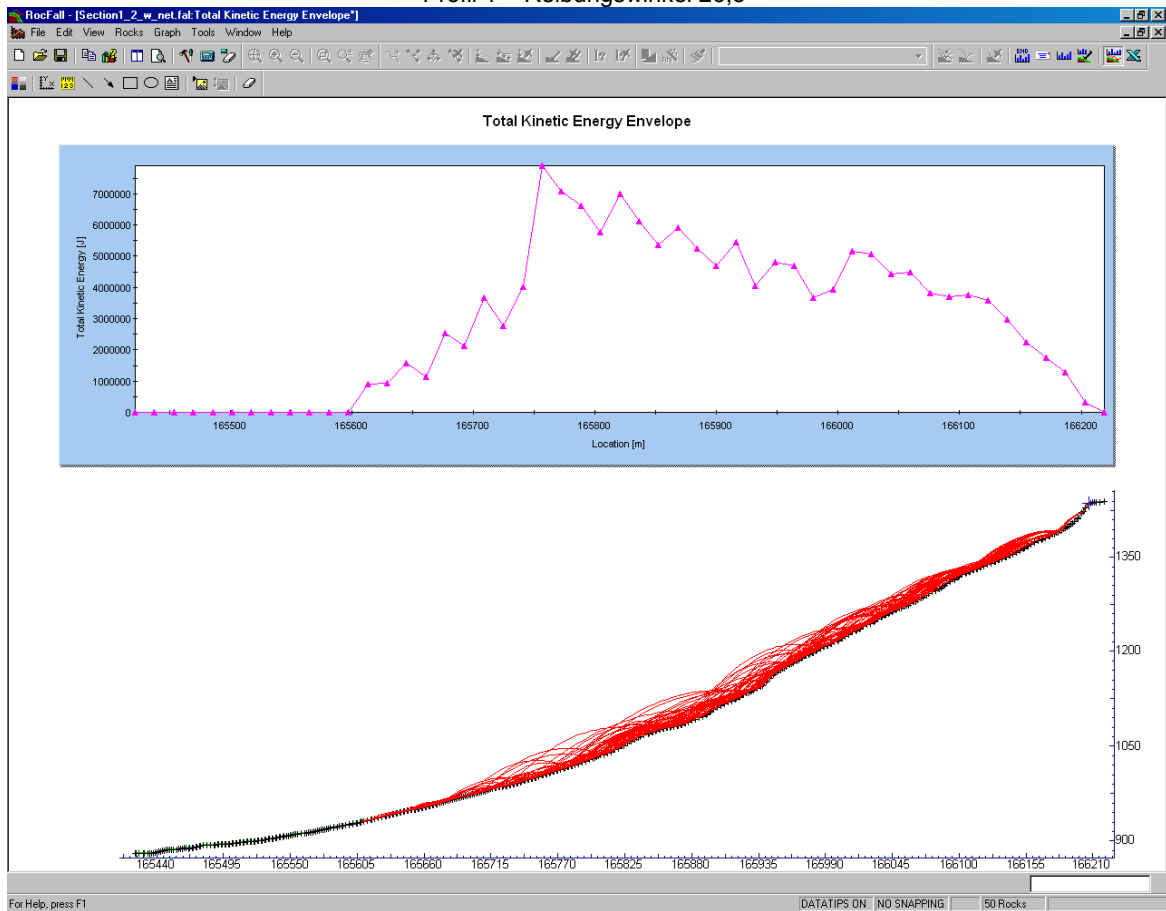 RocFall - [Section1_2_w_net.fal:Total Kinetic Energy Envelope*]
File Edit View Rocks Graph Tools Window Help
Total Kinetic Energy Envelope
Total Kinetic Energy [J]
7000000
6000000
5000000
4000000
3000000
2000000
1000000
0
165500 165600 165700 165800 165900 166000 166100 166200
Location [m]
1350
1200
1050
900
165440 165495 165550 165605 165660 165715 165770 165825 165880 165935 165990 166045 166100 166155 166210
For Help, press F1
DATATIPS ON NO SNAPPING 50 Rocks